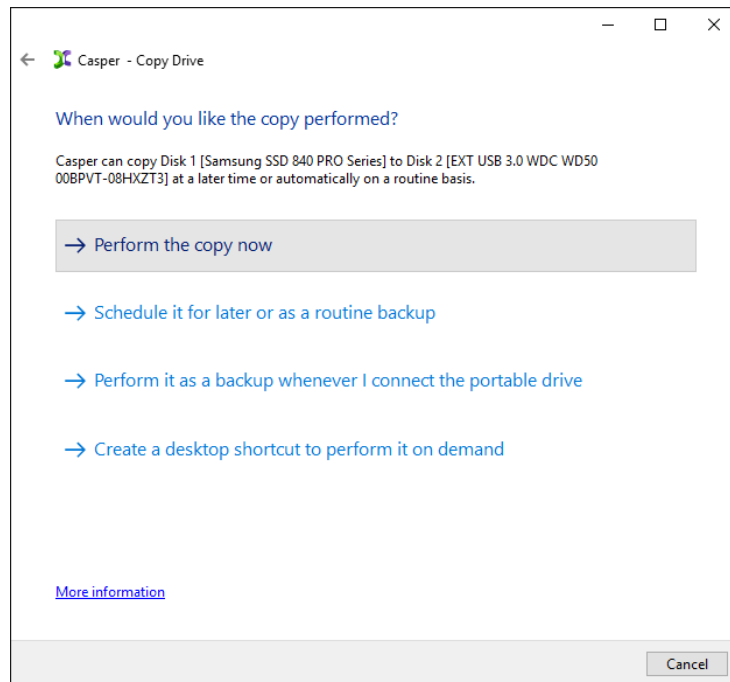 Casper - Copy Drive
When would you like the copy performed?
Casper can copy Disk 1 [Samsung SSD 840 PRO Series] to Disk 2 [EXT USB 3.0 WDC WD50
00BPVT-08HXZT3] at a later time or automatically on a routine basis.
Perform the copy now
Schedule it for later or as a routine backup
Perform it as a backup whenever I connect the portable drive
Create a desktop shortcut to perform it on demand
More information
Cancel